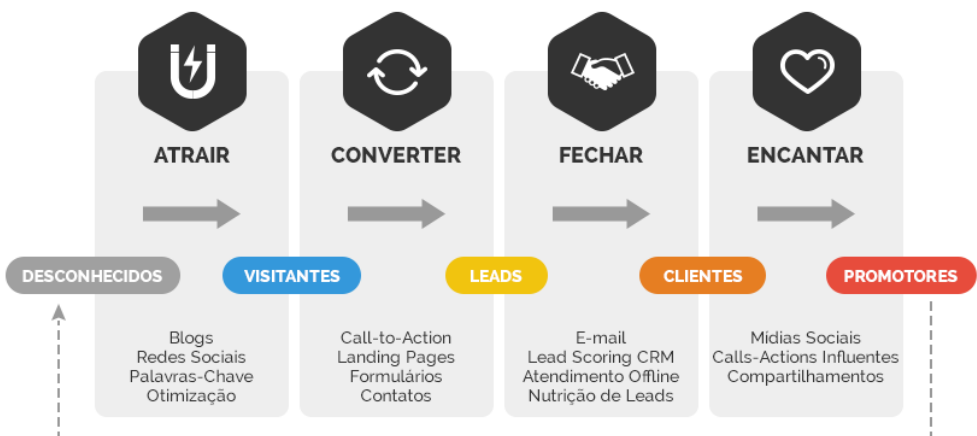 ATRAIR
CONVERTER
FECHAR
ENCANTAR
DESCONHECIDOS
VISITANTES
LEADS
CLIENTES
PROMOTORES
Blogs
Redes Sociais
Palavras-Chave
Otimização
Call-to-Action
Landing Pages
Formulários
Contatos
E-mail
Lead Scoring CRM
Atendimento Offline
Nutrição de Leads
Mídias Sociais
Calls-Actions Influentes
Compartilhamentos